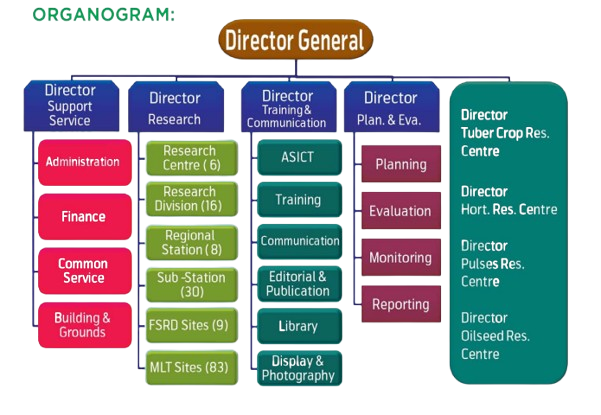 ORGANOGRAM:
Director General
Director
Support
Service
Administration
Finance
Common
Service
Building &
Grounds
Director
Research
Research
Centre ( 6)
Research
Division (16)
Regional
Station ( 8)
Sub -Station
(30)
FSRD Sites (9)
MLT Sites (83)
Director
Training &
Communication
ASICT
Training
Communication
Editorial &
Publication
Library
Display &
Photography
Director
Plan. & Eva.
Planning
Evaluation
Monitoring
Reporting
Director
Tuber Crop Res.
Centre
Director
Hort. Res. Centre
Director
Pulses Res.
Centre
Director
Oilseed Res.
Centre